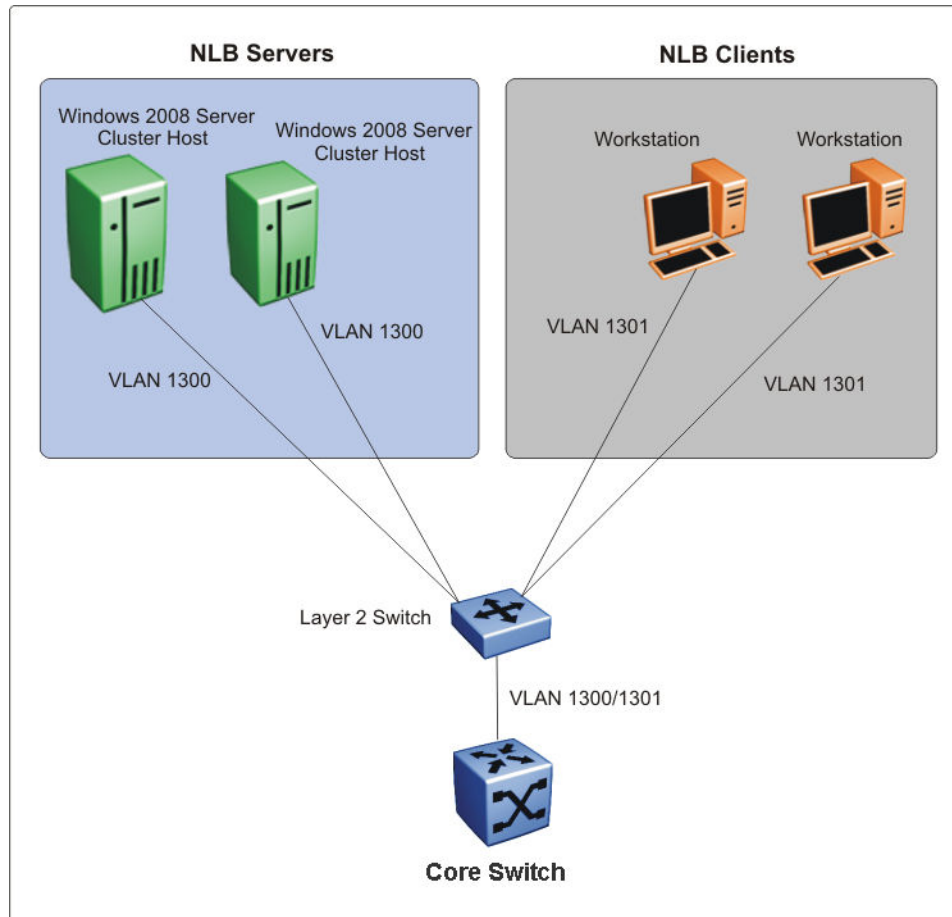 NLB Servers
NLB Clients
Windows 2008 Server
Cluster Host
Windows 2008 Server
Cluster Host
Workstation
Workstation
VLAN 1300
VLAN 1300
VLAN 1301
VLAN 1301
Layer 2 Switch
VLAN 1300/1301
Core Switch